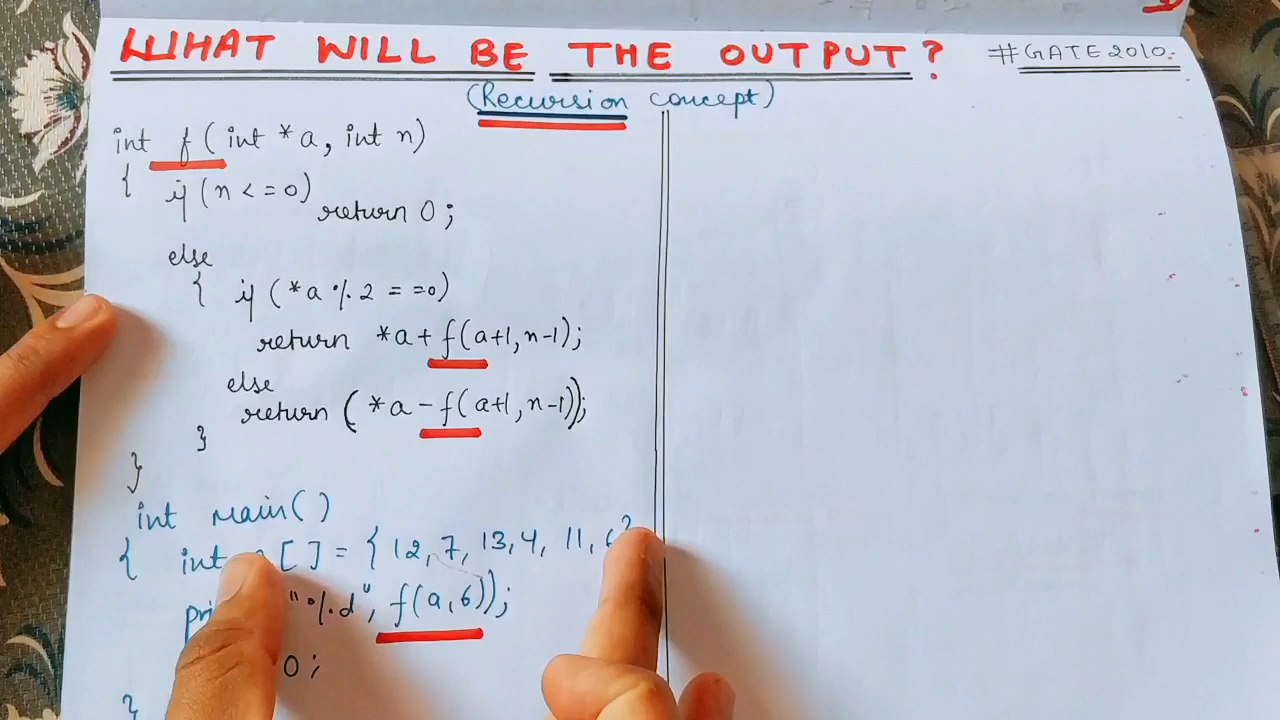 WHAT WILL BE THE OUTPUT? #GATE2010.
(Recursion concept)
int f(int *a, int n)
{ if (n <= 0)
return 0;
else
{ if (*a % 2 == 0)
return *a + f(a+1, n-1);
else
return (*a - f(a+1, n-1));
}
}
int main()
{ int [] = { 12, 7, 13, 4, 11,
"%d", f(a,6));
0;
}